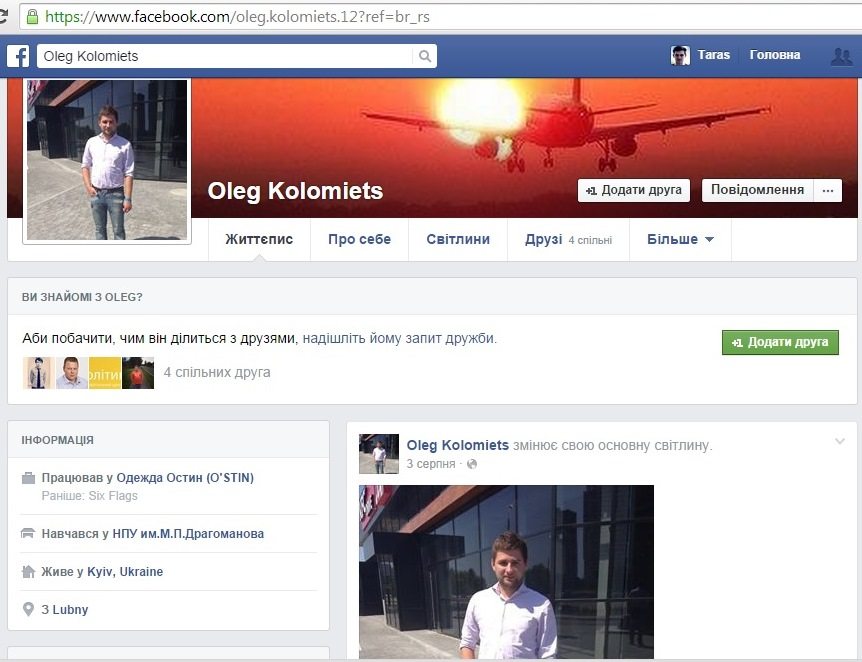 https://www.facebook.com/oleg.kolomiets.12?ref=br_rs
Oleg Kolomiets
Taras
Головна
Oleg Kolomiets
Додати друга
Повідомлення
Життєпис
Про себе
Світлини
Друзі 4 спільні
Більше
ВИ ЗНАЙОМІ З OLEG?
Аби побачити, чим він ділиться з друзями, надішліть йому запит дружби.
Додати друга
4 спільних друга
ІНФОРМАЦІЯ
Працював у Одежда Остин (O'STIN)
Раніше: Six Flags
Навчався у НПУ им.М.П.Драгоманова
Живе у Kyiv, Ukraine
З Lubny
Oleg Kolomiets змінює свою основну світлину.
3 серпня ·